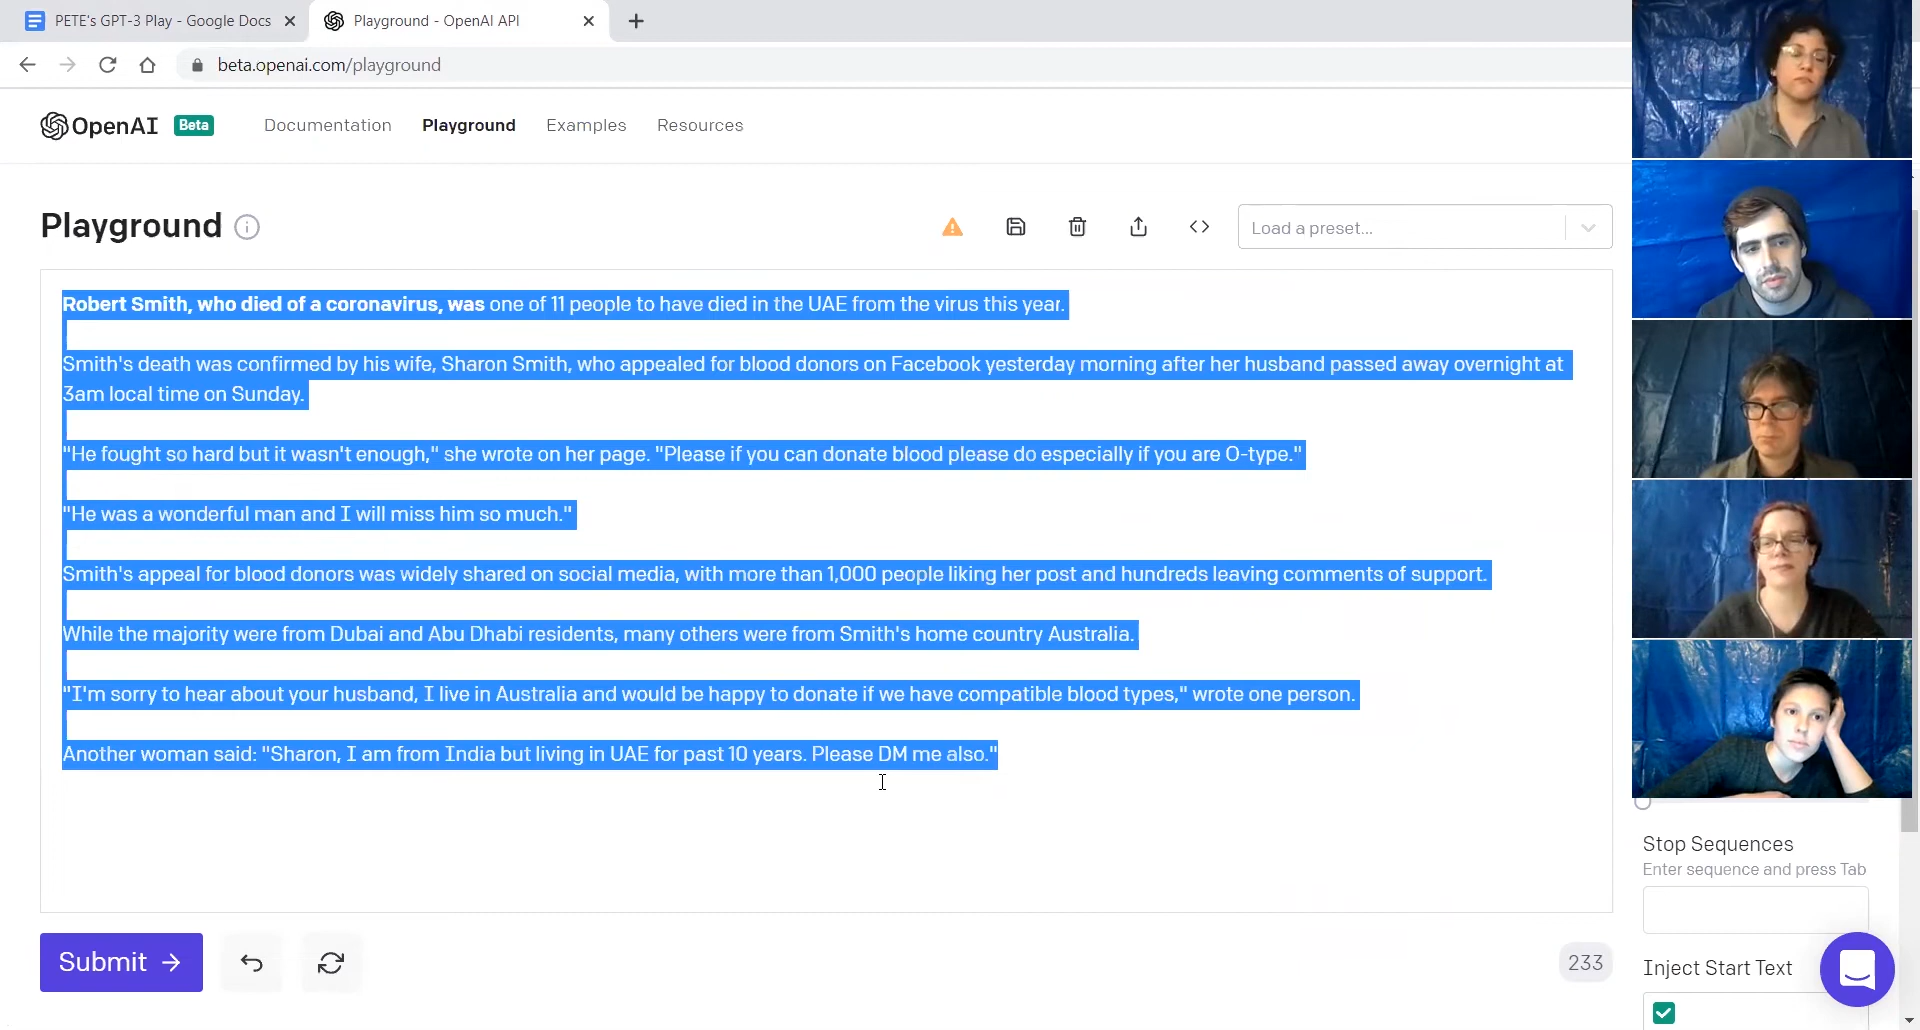 PETE's GPT-3 Play - Google Docs
Playground - OpenAI API
beta.openai.com/playground
OpenAI Beta Documentation Playground Examples Resources
Playground
Load a preset...
Robert Smith, who died of a coronavirus, was one of 11 people to have died in the UAE from the virus this year.
Smith's death was confirmed by his wife, Sharon Smith, who appealed for blood donors on Facebook yesterday morning after her husband passed away overnight at
3am local time on Sunday.
"He fought so hard but it wasn't enough," she wrote on her page. "Please if you can donate blood please do especially if you are O-type."
"He was a wonderful man and I will miss him so much."
Smith's appeal for blood donors was widely shared on social media, with more than 1,000 people liking her post and hundreds leaving comments of support.
While the majority were from Dubai and Abu Dhabi residents, many others were from Smith's home country Australia.
"I'm sorry to hear about your husband, I live in Australia and would be happy to donate if we have compatible blood types," wrote one person.
Another woman said: "Sharon, I am from India but living in UAE for past 10 years. Please DM me also."
Stop Sequences
Enter sequence and press Tab
Submit
233
Inject Start Text